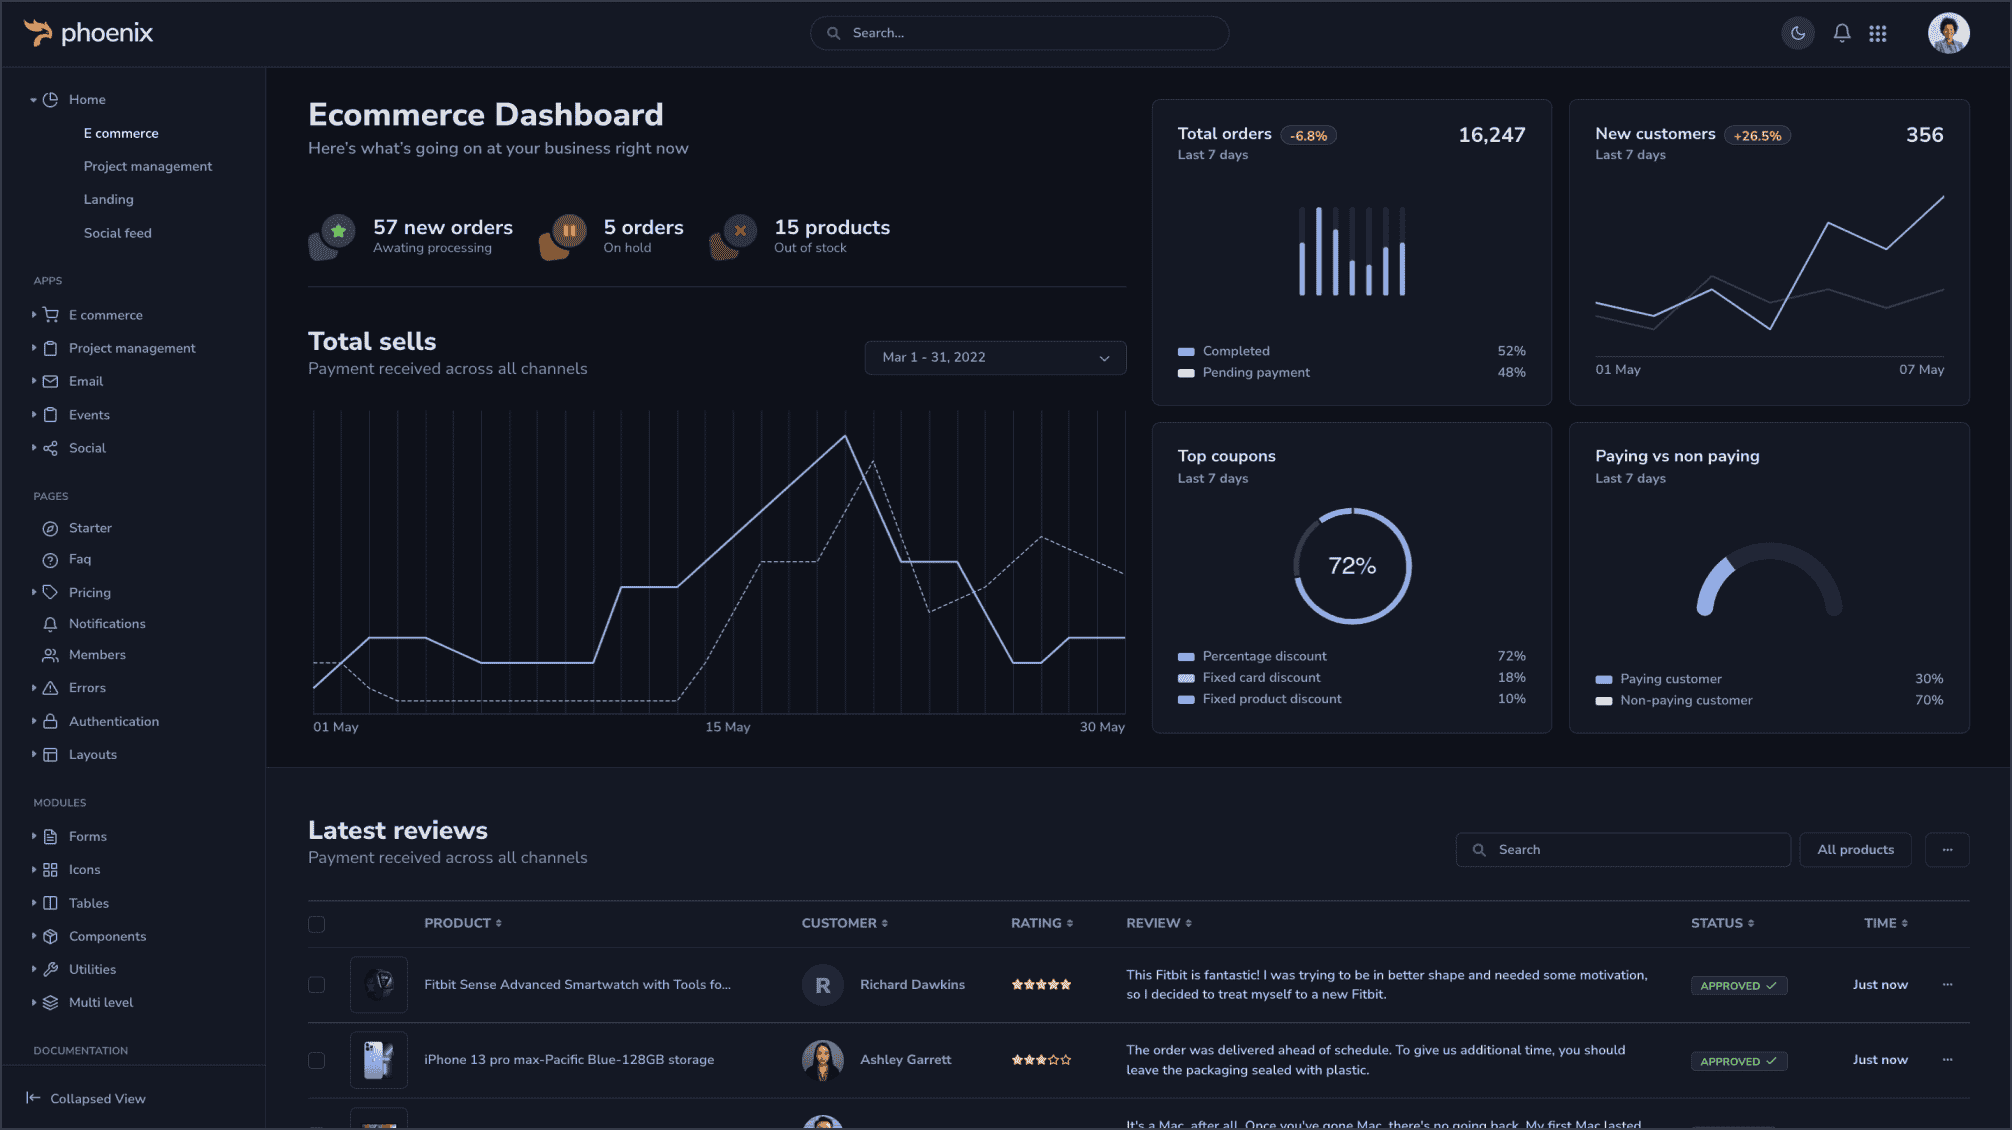 phoenix
Search...
Home
E commerce
Project management
Landing
Social feed
APPS
E commerce
Project management
Email
Events
Social
PAGES
Starter
Faq
Pricing
Notifications
Members
Errors
Authentication
Layouts
MODULES
Forms
Icons
Tables
Components
Utilities
Multi level
DOCUMENTATION
Collapsed View
Ecommerce Dashboard
Here's what's going on at your business right now
57 new orders
Awating processing
5 orders
On hold
15 products
Out of stock
Total sells
Payment received across all channels
Mar 1 - 31, 2022
01 May
15 May
30 May
Total orders -6.8% 16,247
Last 7 days
Completed 52%
Pending payment 48%
New customers +26.5% 356
Last 7 days
01 May 07 May
Top coupons
Last 7 days
72%
Percentage discount 72%
Fixed card discount 18%
Fixed product discount 10%
Paying vs non paying
Last 7 days
Paying customer 30%
Non-paying customer 70%
Latest reviews
Payment received across all channels
Search
All products
PRODUCT CUSTOMER RATING REVIEW STATUS TIME
Fitbit Sense Advanced Smartwatch with Tools fo... R Richard Dawkins
This Fitbit is fantastic! I was trying to be in better shape and needed some motivation,
so I decided to treat myself to a new Fitbit.
APPROVED Just now
iPhone 13 pro max-Pacific Blue-128GB storage Ashley Garrett
The order was delivered ahead of schedule. To give us additional time, you should
leave the packaging sealed with plastic.
APPROVED Just now
It's a Mac, after all. Once you've gone Mac, there's no going back. My first Mac lasted